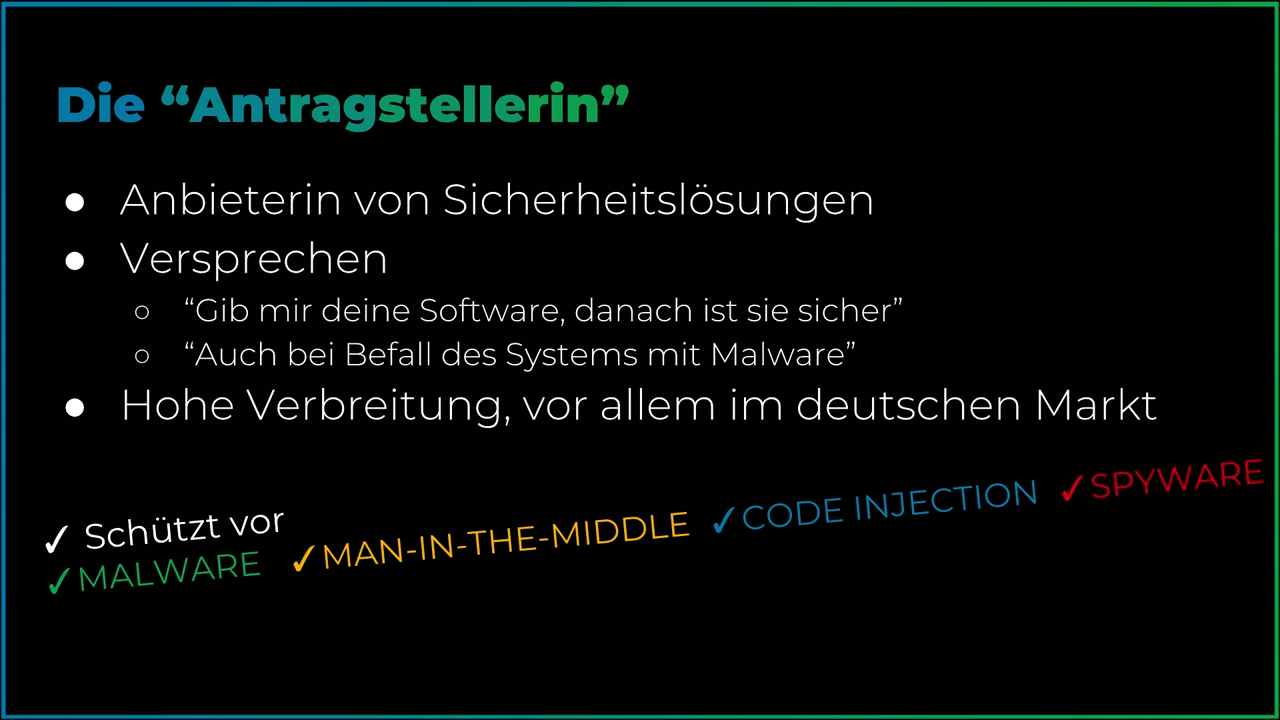 Die “Antragstellerin”
● Anbieterin von Sicherheitslösungen
● Versprechen
○ “Gib mir deine Software, danach ist sie sicher”
○ “Auch bei Befall des Systems mit Malware”
● Hohe Verbreitung, vor allem im deutschen Markt
✓ Schützt vor
✓MALWARE
✓MAN-IN-THE-MIDDLE
✓CODE INJECTION
✓SPYWARE